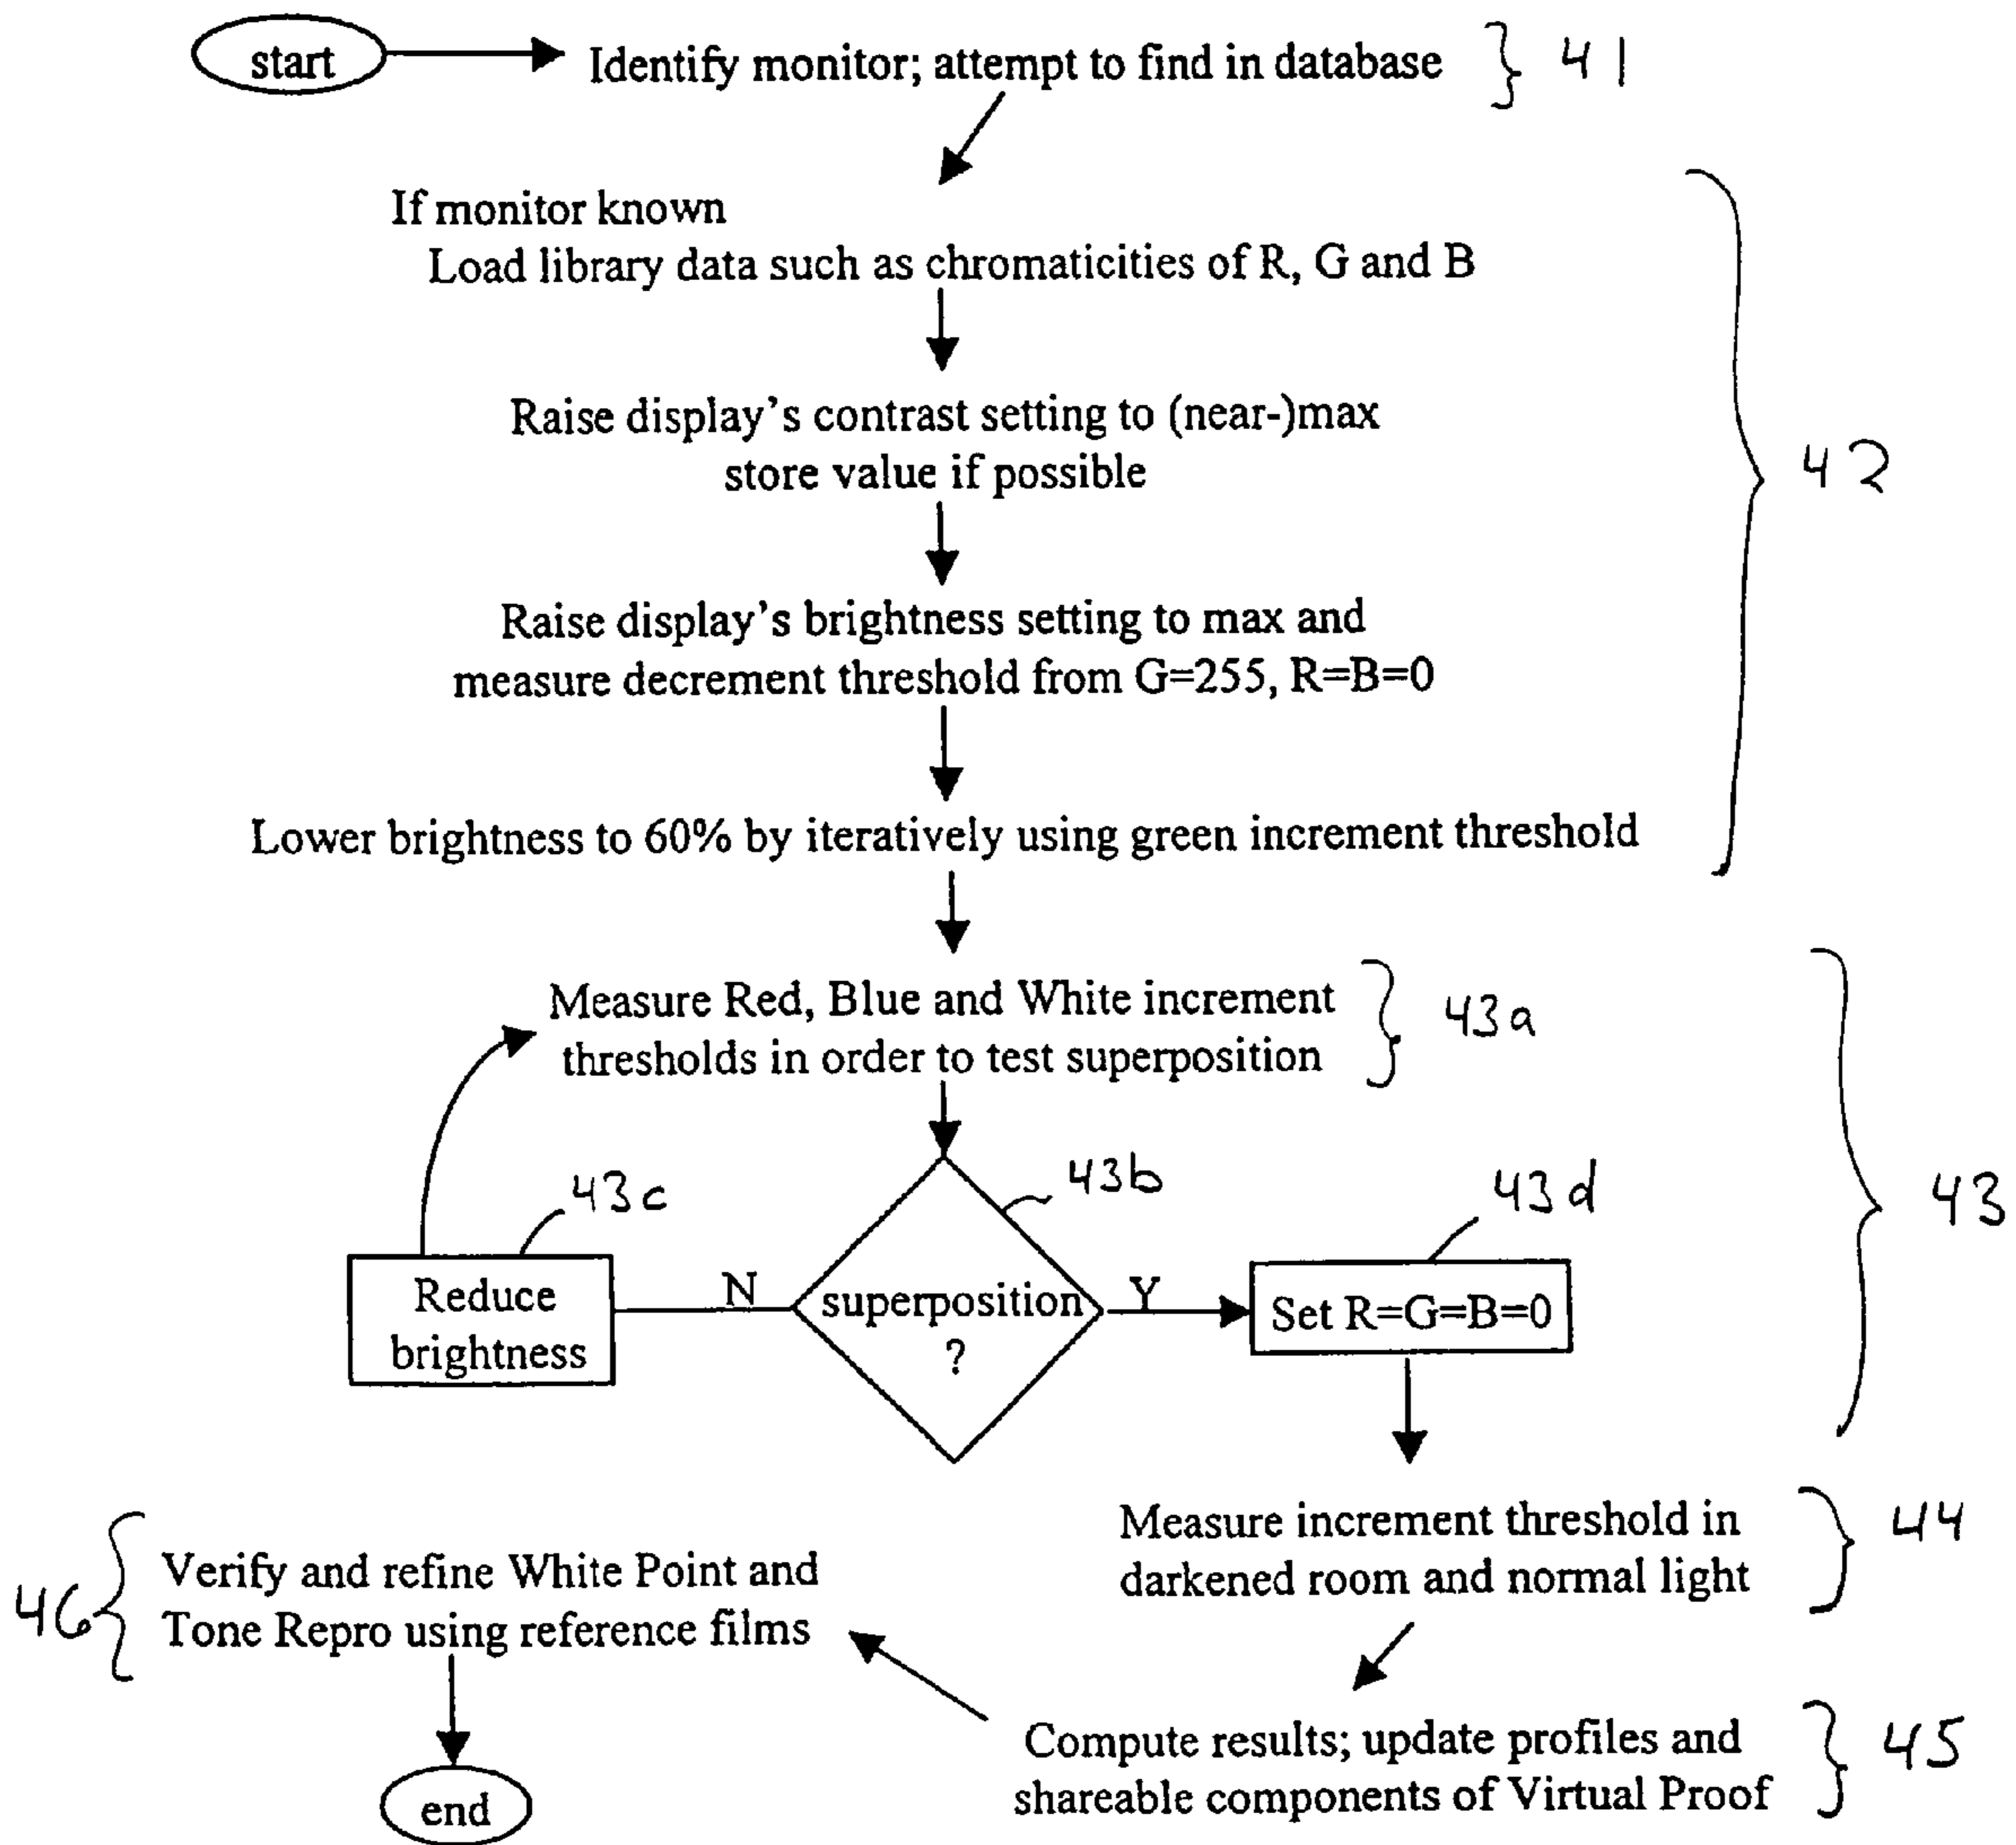 start
Identify monitor; attempt to find in database
41
If monitor known
Load library data such as chromaticities of R, G and B
Raise display's contrast setting to (near-)max
store value if possible
42
Raise display's brightness setting to max and
measure decrement threshold from G=255, R=B=0
Lower brightness to 60% by iteratively using green increment threshold
Measure Red, Blue and White increment
thresholds in order to test superposition
43a
43c
43b
43d
43
Reduce
brightness
N
superposition
?
Y
Set R=G=B=0
Measure increment threshold in
darkened room and normal light
44
46
Verify and refine White Point and
Tone Repro using reference films
Compute results; update profiles and
shareable components of Virtual Proof
45
end